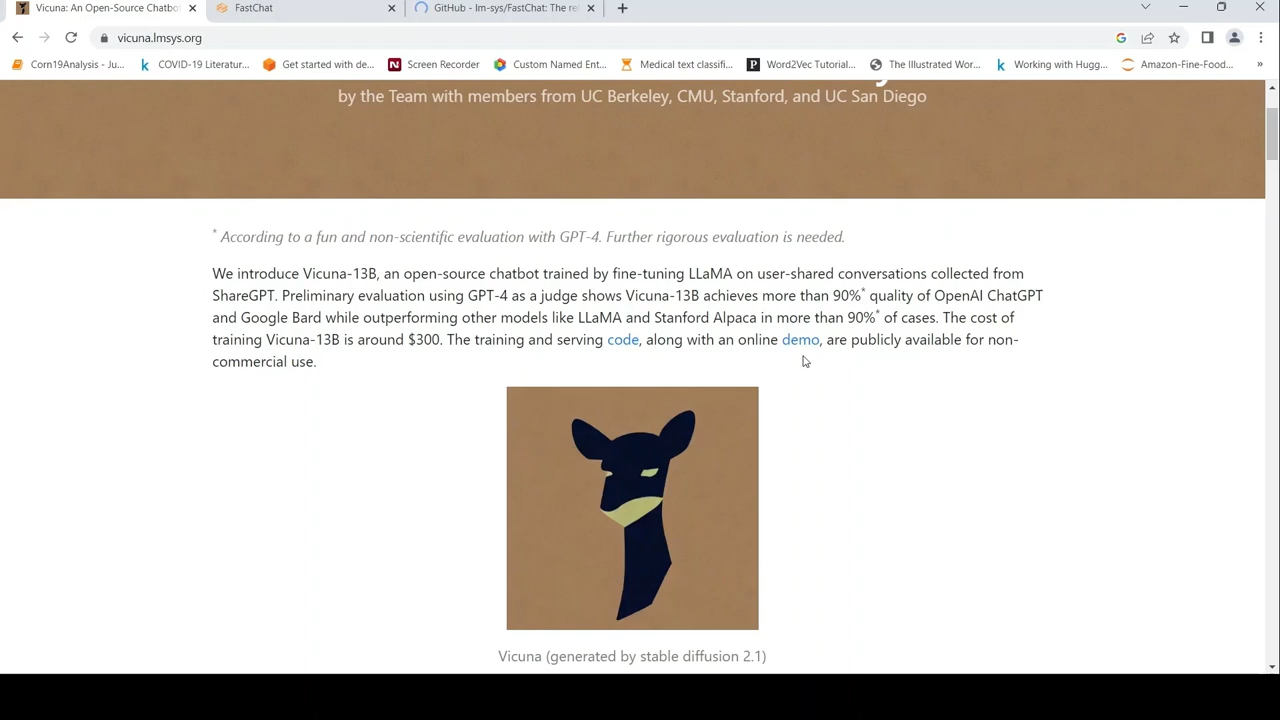 Vicuna: An Open-Source Chatbot
FastChat
GitHub - lm-sys/FastChat: The re
vicuna.lmsys.org
Corn19Analysis - Ju...
COVID-19 Literatur...
Get started with de...
Screen Recorder
Custom Named Ent...
Medical text classifi...
Word2Vec Tutorial...
The Illustrated Wor...
Working with Hugg...
Amazon-Fine-Food...
»
by the Team with members from UC Berkeley, CMU, Stanford, and UC San Diego
* According to a fun and non-scientific evaluation with GPT-4. Further rigorous evaluation is needed.
We introduce Vicuna-13B, an open-source chatbot trained by fine-tuning LLaMA on user-shared conversations collected from
ShareGPT. Preliminary evaluation using GPT-4 as a judge shows Vicuna-13B achieves more than 90%* quality of OpenAI ChatGPT
and Google Bard while outperforming other models like LLaMA and Stanford Alpaca in more than 90%* of cases. The cost of
training Vicuna-13B is around $300. The training and serving code, along with an online demo, are publicly available for non-
commercial use.
Vicuna (generated by stable diffusion 2.1)